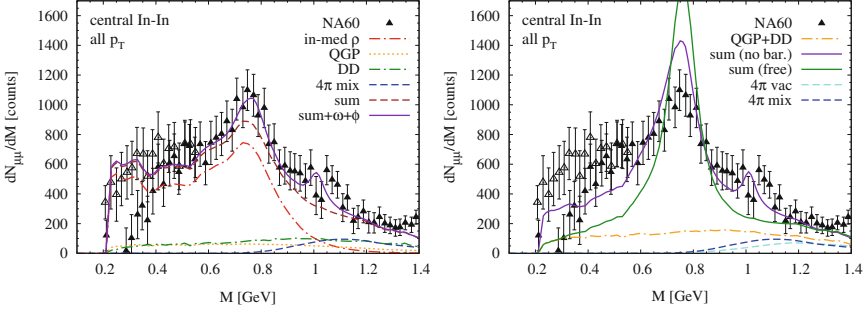 central In-In
all p_T
NA60
in-med ρ
QGP
DD
4π mix
sum
sum+ω+ϕ
dN_μμ/dM [counts]
1600
1400
1200
1000
800
600
400
200
0
0.2 0.4 0.6 0.8 1 1.2 1.4
M [GeV]
central In-In
all p_T
NA60
QGP+DD
sum (no bar.)
sum (free)
4π vac
4π mix
dN_μμ/dM [counts]
1600
1400
1200
1000
800
600
400
200
0
0.2 0.4 0.6 0.8 1 1.2 1.4
M [GeV]